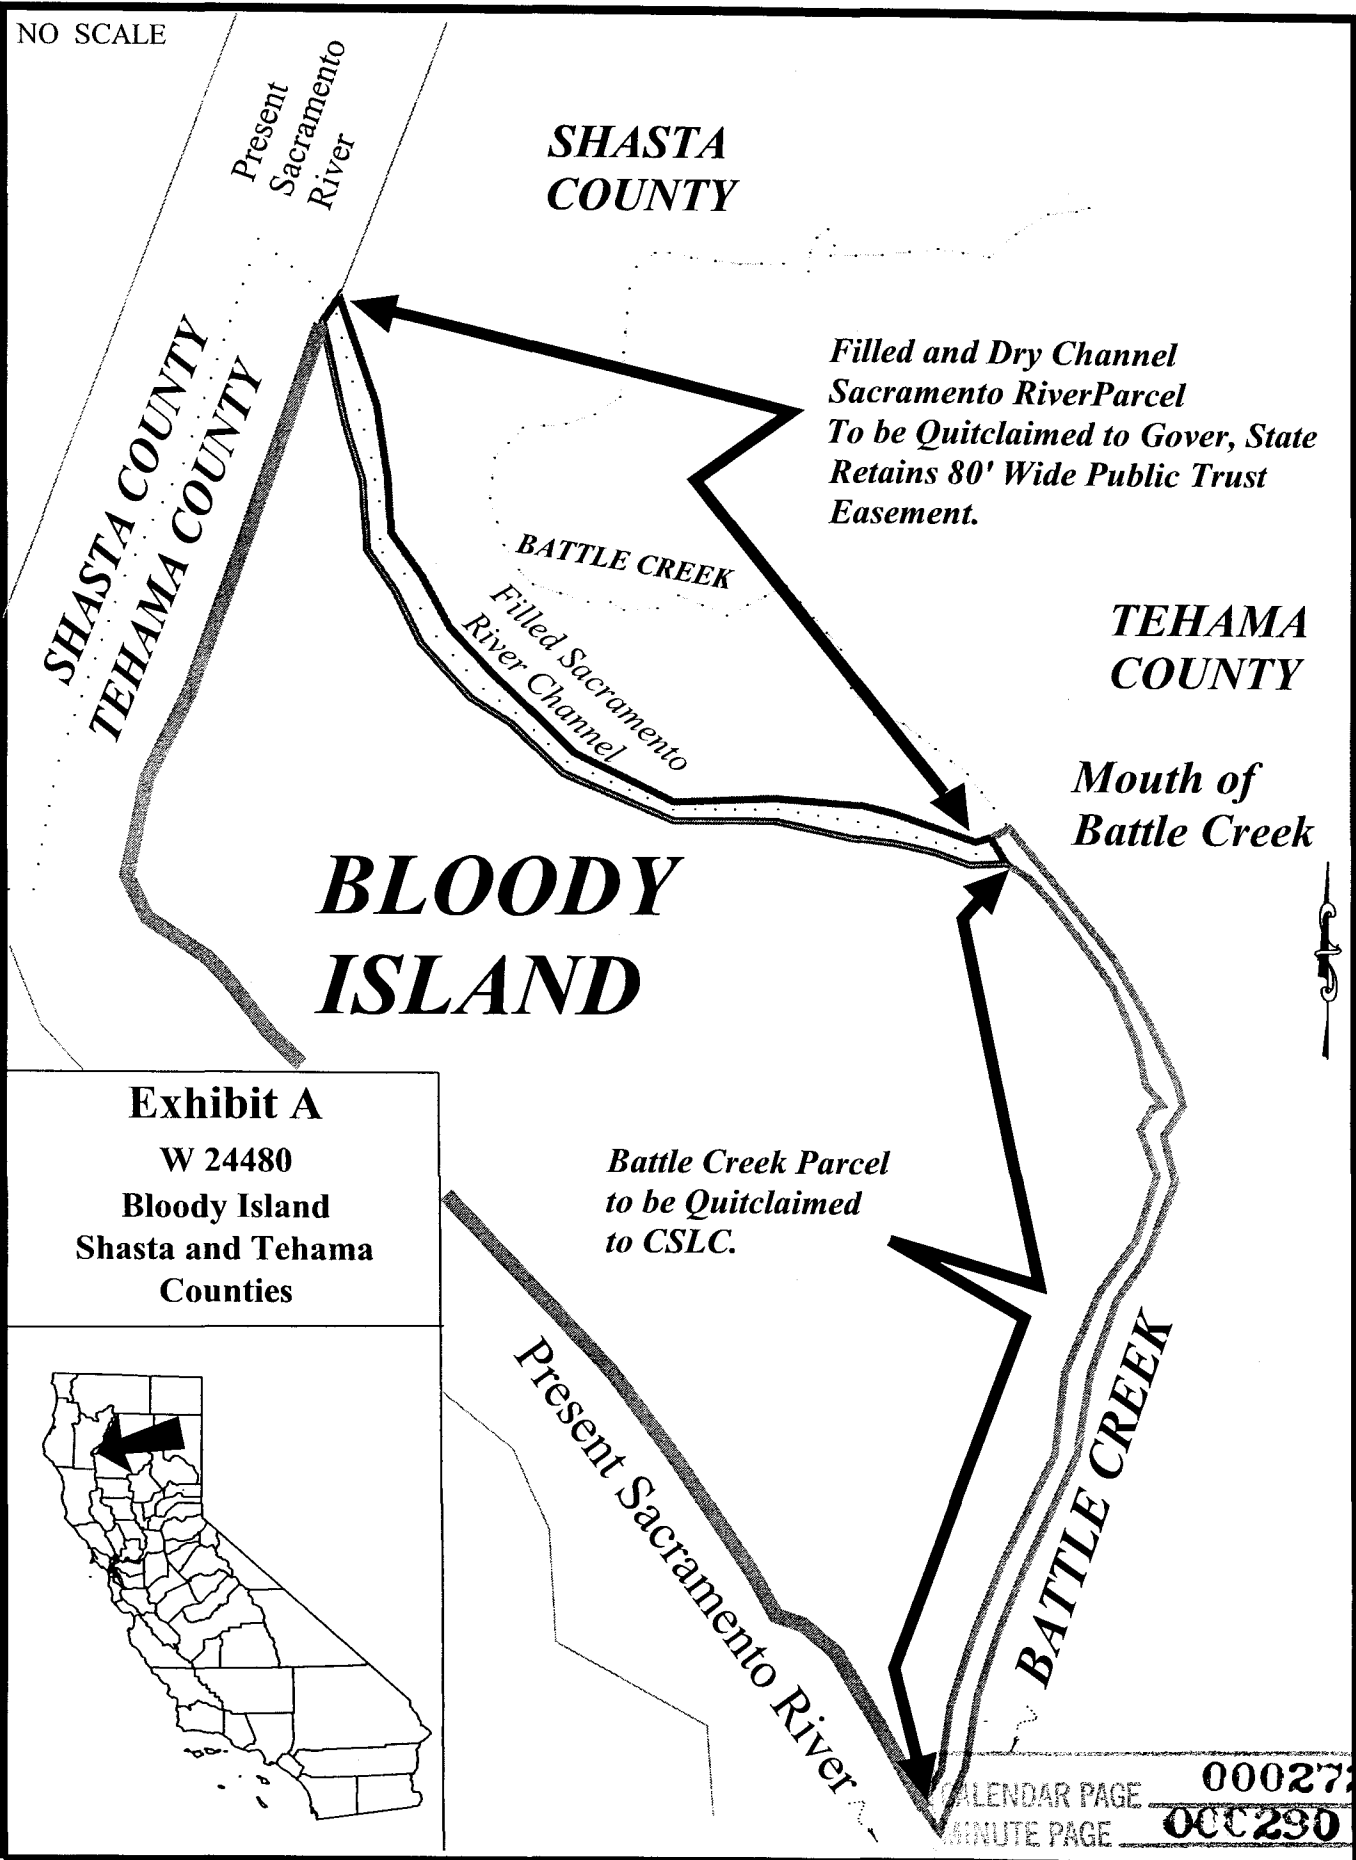 NO SCALE
Present
Sacramento
River
SHASTA
COUNTY
SHASTA COUNTY
TEHAMA COUNTY
Filled and Dry Channel
Sacramento RiverParcel
To be Quitclaimed to Gover, State
Retains 80' Wide Public Trust
Easement.
BATTLE CREEK
Filled Sacramento
River Channel
TEHAMA
COUNTY
Mouth of
Battle Creek
BLOODY
ISLAND
Exhibit A
W 24480
Bloody Island
Shasta and Tehama
Counties
Battle Creek Parcel
to be Quitclaimed
to CSLC.
Present Sacramento River
BATTLE CREEK
CALENDAR PAGE
MINUTE PAGE